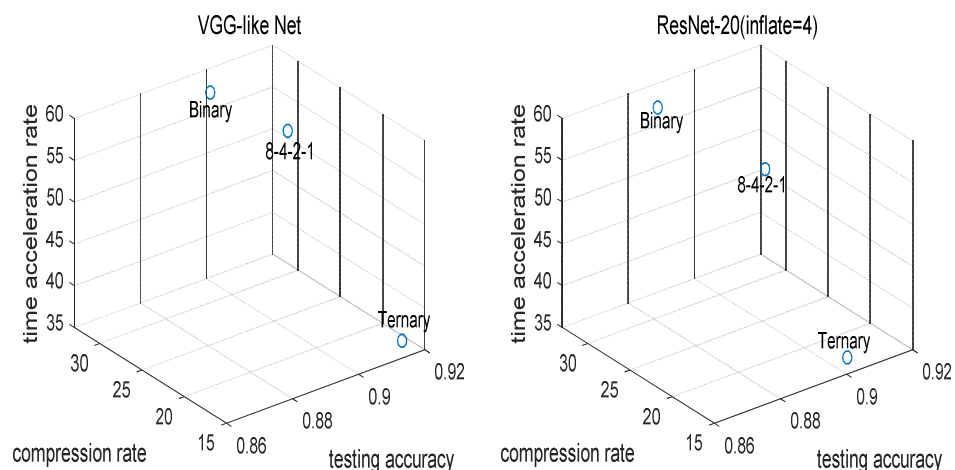 VGG-like Net
time acceleration rate
60
55
50
45
40
35
Binary
8-4-2-1
Ternary
30
25
20
15
compression rate
0.86
0.88
0.9
0.92
testing accuracy
ResNet-20(inflate=4)
time acceleration rate
60
55
50
45
40
35
Binary
8-4-2-1
Ternary
30
25
20
15
compression rate
0.86
0.88
0.9
0.92
testing accuracy